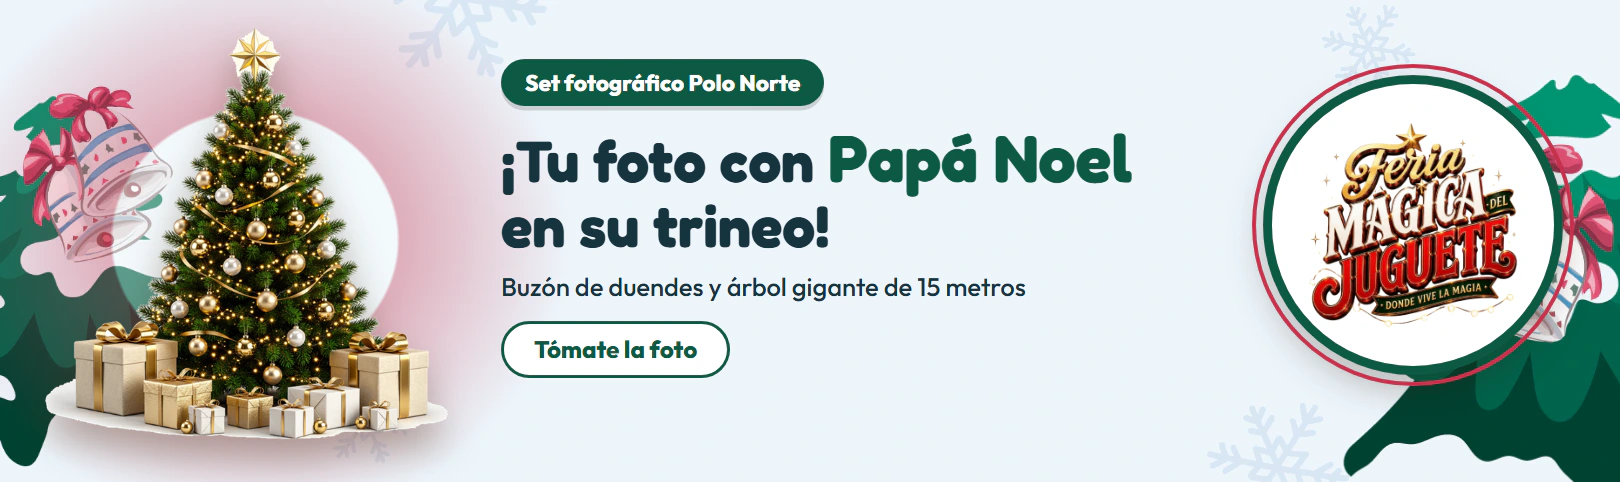 Set fotográfico Polo Norte
¡Tu foto con Papá Noel
en su trineo!
Buzón de duendes y árbol gigante de 15 metros
Tómate la foto
Feria
MÁGICA
DEL
JUGUETE
· DONDE VIVE LA MAGIA ·